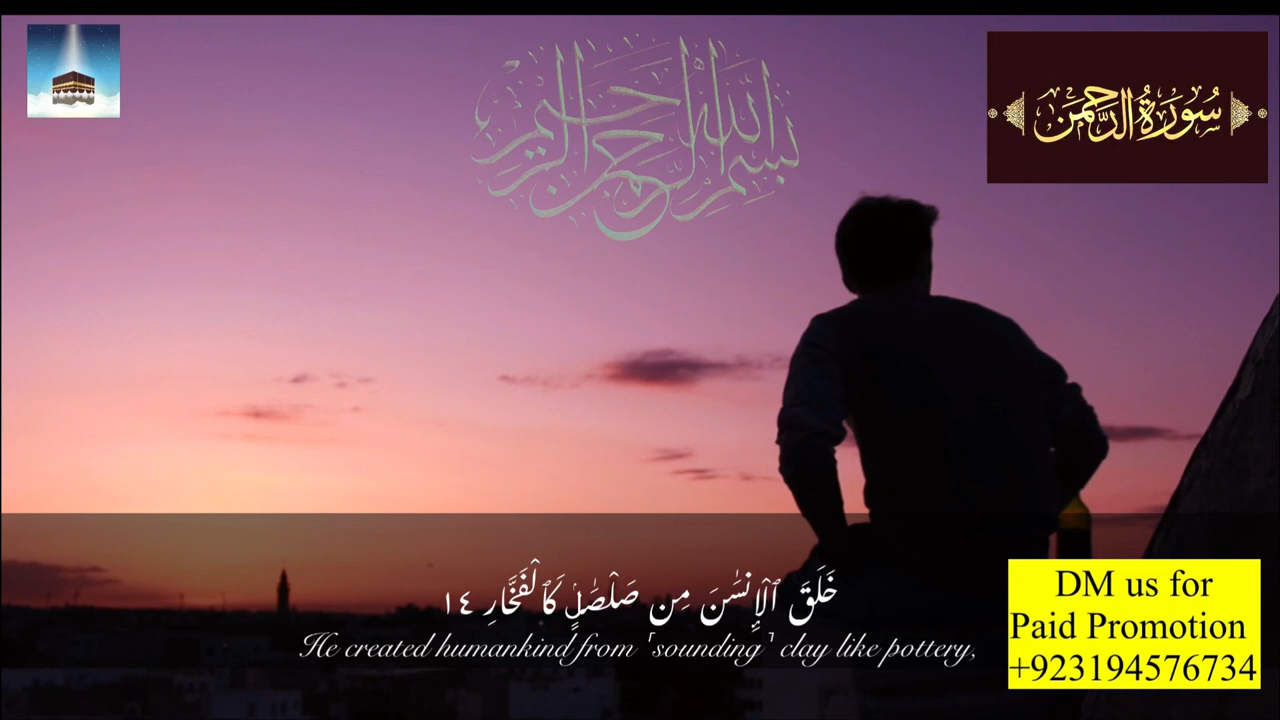 بسم الله الرحمن الرحيم
سُورَةُ الرَّحْمَن
خَلَقَ ٱلْإِنسَٰنَ مِن صَلْصَٰلٍ كَٱلْفَخَّارِ ١٤
He created humankind from ˹sounding˺ clay like pottery,
DM us for
Paid Promotion
+923194576734